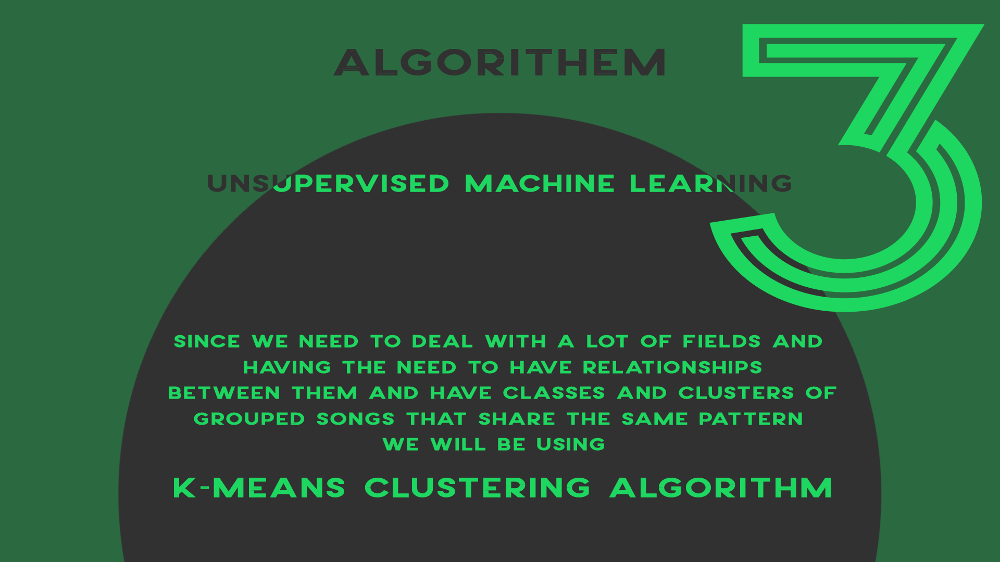 ALGORITHEM
3
UNSUPERVISED MACHINE LEARNING
SINCE WE NEED TO DEAL WITH A LOT OF FIELDS AND
HAVING THE NEED TO HAVE RELATIONSHIPS
BETWEEN THEM AND HAVE CLASSES AND CLUSTERS OF
GROUPED SONGS THAT SHARE THE SAME PATTERN
WE WILL BE USING
K-MEANS CLUSTERING ALGORITHM